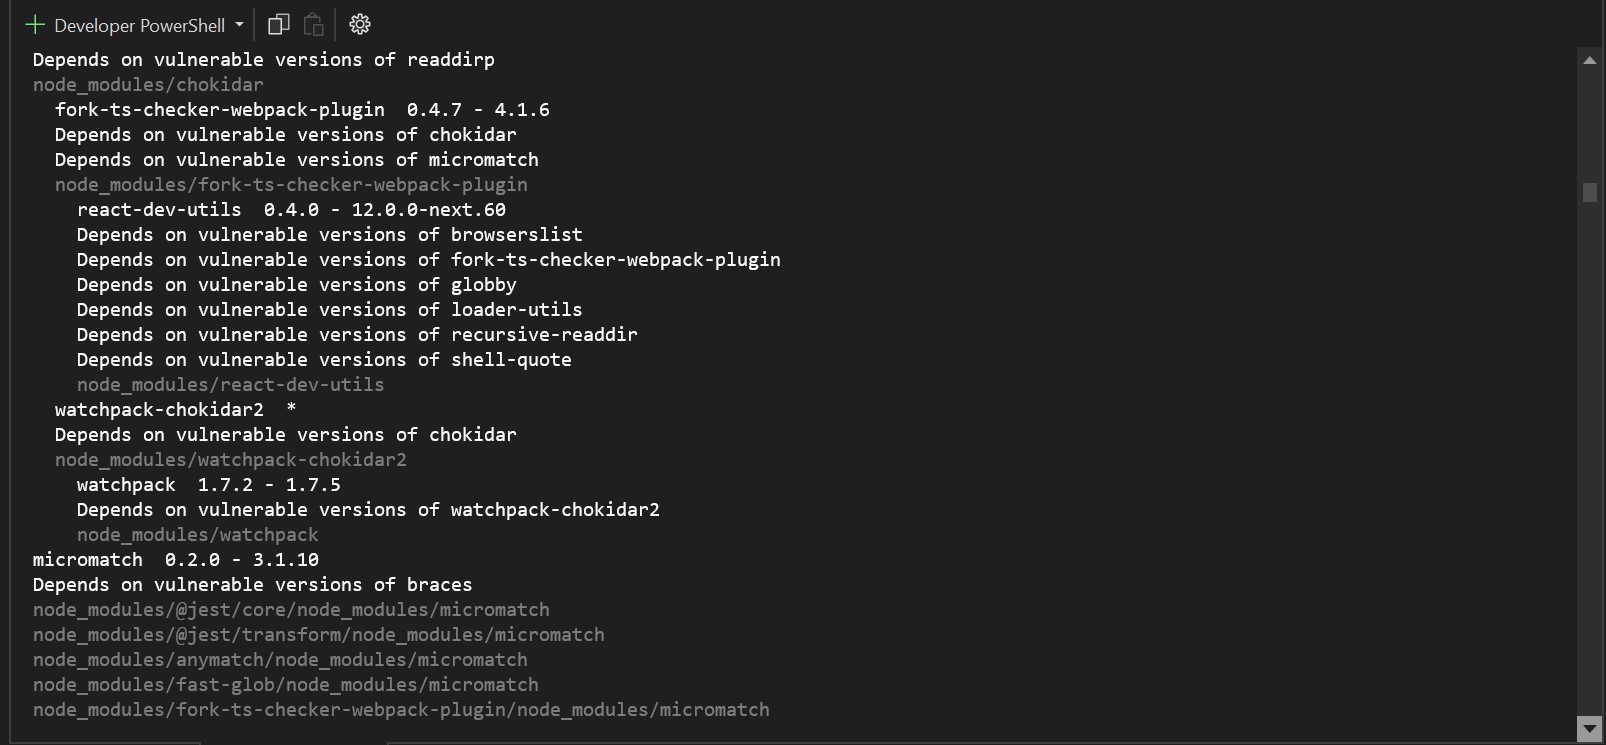 Developer PowerShell
Depends on vulnerable versions of readdirp
node_modules/chokidar
fork-ts-checker-webpack-plugin  0.4.7 - 4.1.6
Depends on vulnerable versions of chokidar
Depends on vulnerable versions of micromatch
node_modules/fork-ts-checker-webpack-plugin
react-dev-utils  0.4.0 - 12.0.0-next.60
Depends on vulnerable versions of browserslist
Depends on vulnerable versions of fork-ts-checker-webpack-plugin
Depends on vulnerable versions of globby
Depends on vulnerable versions of loader-utils
Depends on vulnerable versions of recursive-readdir
Depends on vulnerable versions of shell-quote
node_modules/react-dev-utils
watchpack-chokidar2  *
Depends on vulnerable versions of chokidar
node_modules/watchpack-chokidar2
watchpack  1.7.2 - 1.7.5
Depends on vulnerable versions of watchpack-chokidar2
node_modules/watchpack
micromatch  0.2.0 - 3.1.10
Depends on vulnerable versions of braces
node_modules/@jest/core/node_modules/micromatch
node_modules/@jest/transform/node_modules/micromatch
node_modules/anymatch/node_modules/micromatch
node_modules/fast-glob/node_modules/micromatch
node_modules/fork-ts-checker-webpack-plugin/node_modules/micromatch